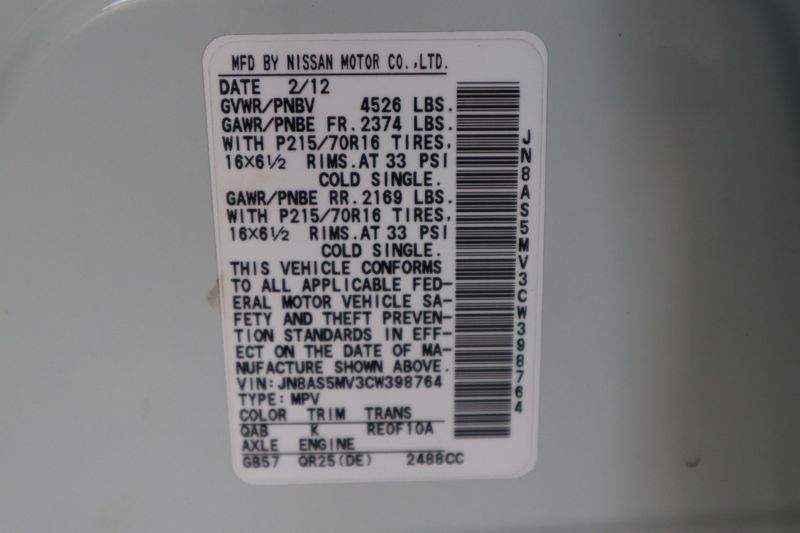 MFD BY NISSAN MOTOR CO.,LTD.
DATE 2/12
GVWR/PNBV 4526 LBS.
GAWR/PNBE FR. 2374 LBS.
WITH P215/70R16 TIRES,
16×6½ RIMS.AT 33 PSI
COLD SINGLE.
GAWR/PNBE RR. 2169 LBS.
WITH P215/70R16 TIRES,
16×6½ RIMS.AT 33 PSI
COLD SINGLE.
THIS VEHICLE CONFORMS
TO ALL APPLICABLE FED-
ERAL MOTOR VEHICLE SA-
FETY AND THEFT PREVEN-
TION STANDARDS IN EFF-
ECT ON THE DATE OF MA-
NUFACTURE SHOWN ABOVE.
VIN: JN8AS5MV3CW398764
TYPE: MPV
COLOR TRIM TRANS
QAB K RE0F10A
AXLE ENGINE
GB57 QR25(DE) 2488CC
JN8AS5MV3CW398764